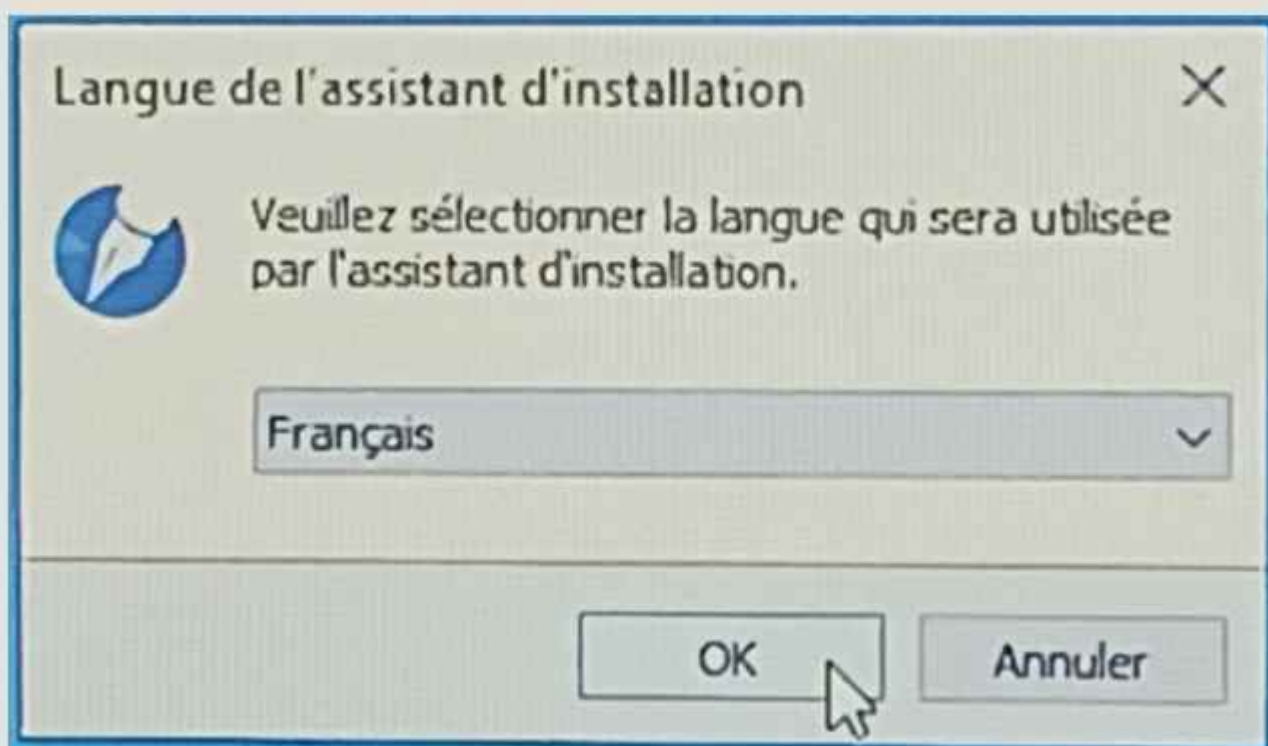 Langue de l'assistant d'installation
Veuillez sélectionner la langue qui sera utilisée
par l'assistant d'installation.
Français
OK
Annuler